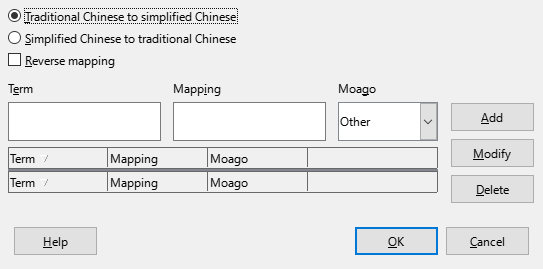 Traditional Chinese to simplified Chinese
Simplified Chinese to traditional Chinese
Reverse mapping
Term Mapping Moago
Other
Add
Term Mapping Moago
Modify
Term Mapping Moago
Delete
Help OK Cancel